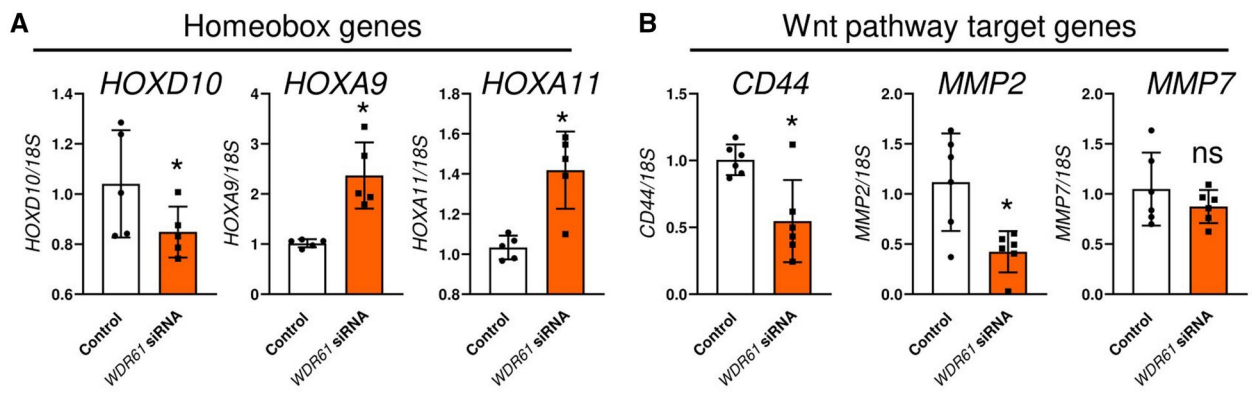 A Homeobox genes
HOXD10 HOXA9 HOXA11
HOXD10/18S
1.4
1.2
1.0
0.8
0.6
Control
WDR61 siRNA
*
HOXA9/18S
4
3
2
1
0
Control
WDR61 siRNA
*
HOXA11/18S
1.8
1.6
1.4
1.2
1.0
0.8
Control
WDR61 siRNA
*
B Wnt pathway target genes
CD44 MMP2 MMP7
CD44/18S
1.5
1.0
0.5
0.0
Control
WDR61 siRNA
*
MMP2/18S
2.0
1.5
1.0
0.5
0.0
Control
WDR61 siRNA
*
MMP7/18S
2.0
1.5
1.0
0.5
0.0
Control
WDR61 siRNA
ns